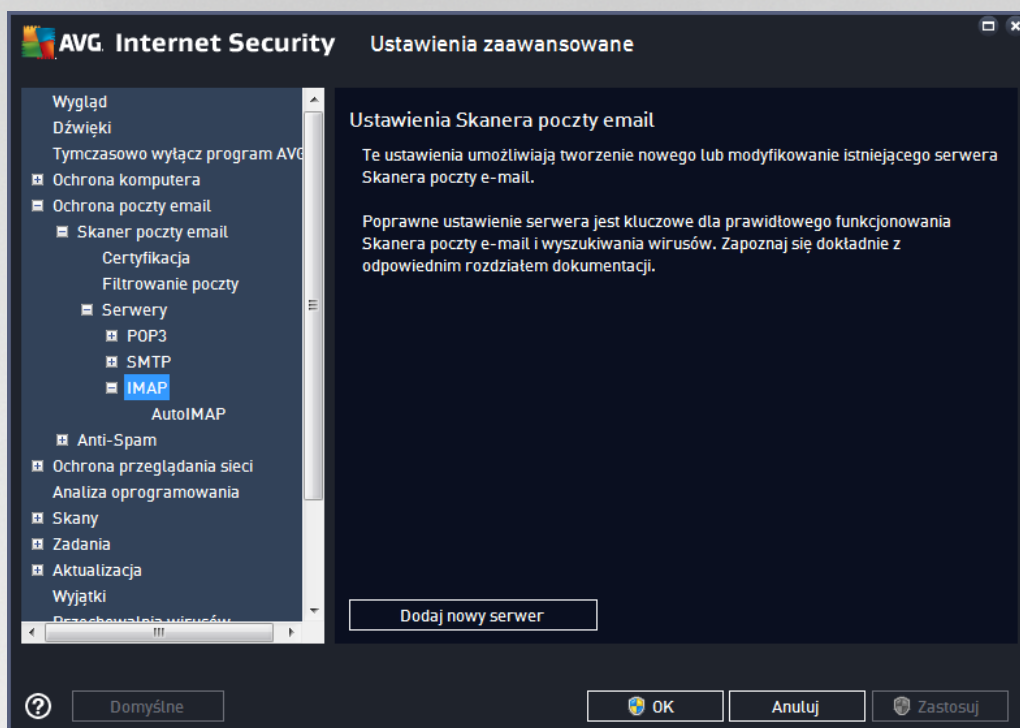 AVG. Internet Security Ustawienia zaawansowane
Wygląd
Dźwięki
Tymczasowo wyłącz program AVG
Ochrona komputera
Ochrona poczty email
Skaner poczty email
Certyfikacja
Filtrowanie poczty
Serwery
POP3
SMTP
IMAP
AutoIMAP
Anti-Spam
Ochrona przeglądania sieci
Analiza oprogramowania
Skany
Zadania
Aktualizacja
Wyjątki
Przechowalnia wirusów
Ustawienia Skanera poczty email
Te ustawienia umożliwiają tworzenie nowego lub modyfikowanie istniejącego serwera
Skanera poczty e-mail.
Poprawne ustawienie serwera jest kluczowe dla prawidłowego funkcjonowania
Skanera poczty e-mail i wyszukiwania wirusów. Zapoznaj się dokładnie z
odpowiednim rozdziałem dokumentacji.
Dodaj nowy serwer
Domyślne
OK
Anuluj
Zastosuj